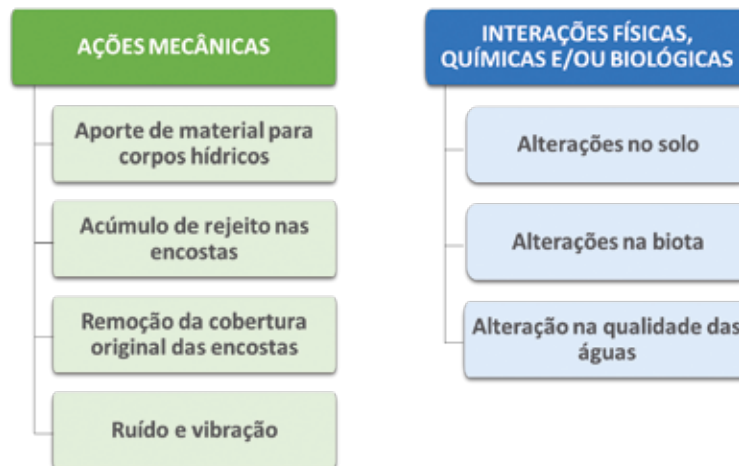 AÇÕES MECÂNICAS
Aporte de material para
corpos hídricos
Acúmulo de rejeito nas
encostas
Remoção da cobertura
original das encostas
Ruído e vibração
INTERAÇÕES FÍSICAS,
QUÍMICAS E/OU BIOLÓGICAS
Alterações no solo
Alterações na biota
Alteração na qualidade das
águas